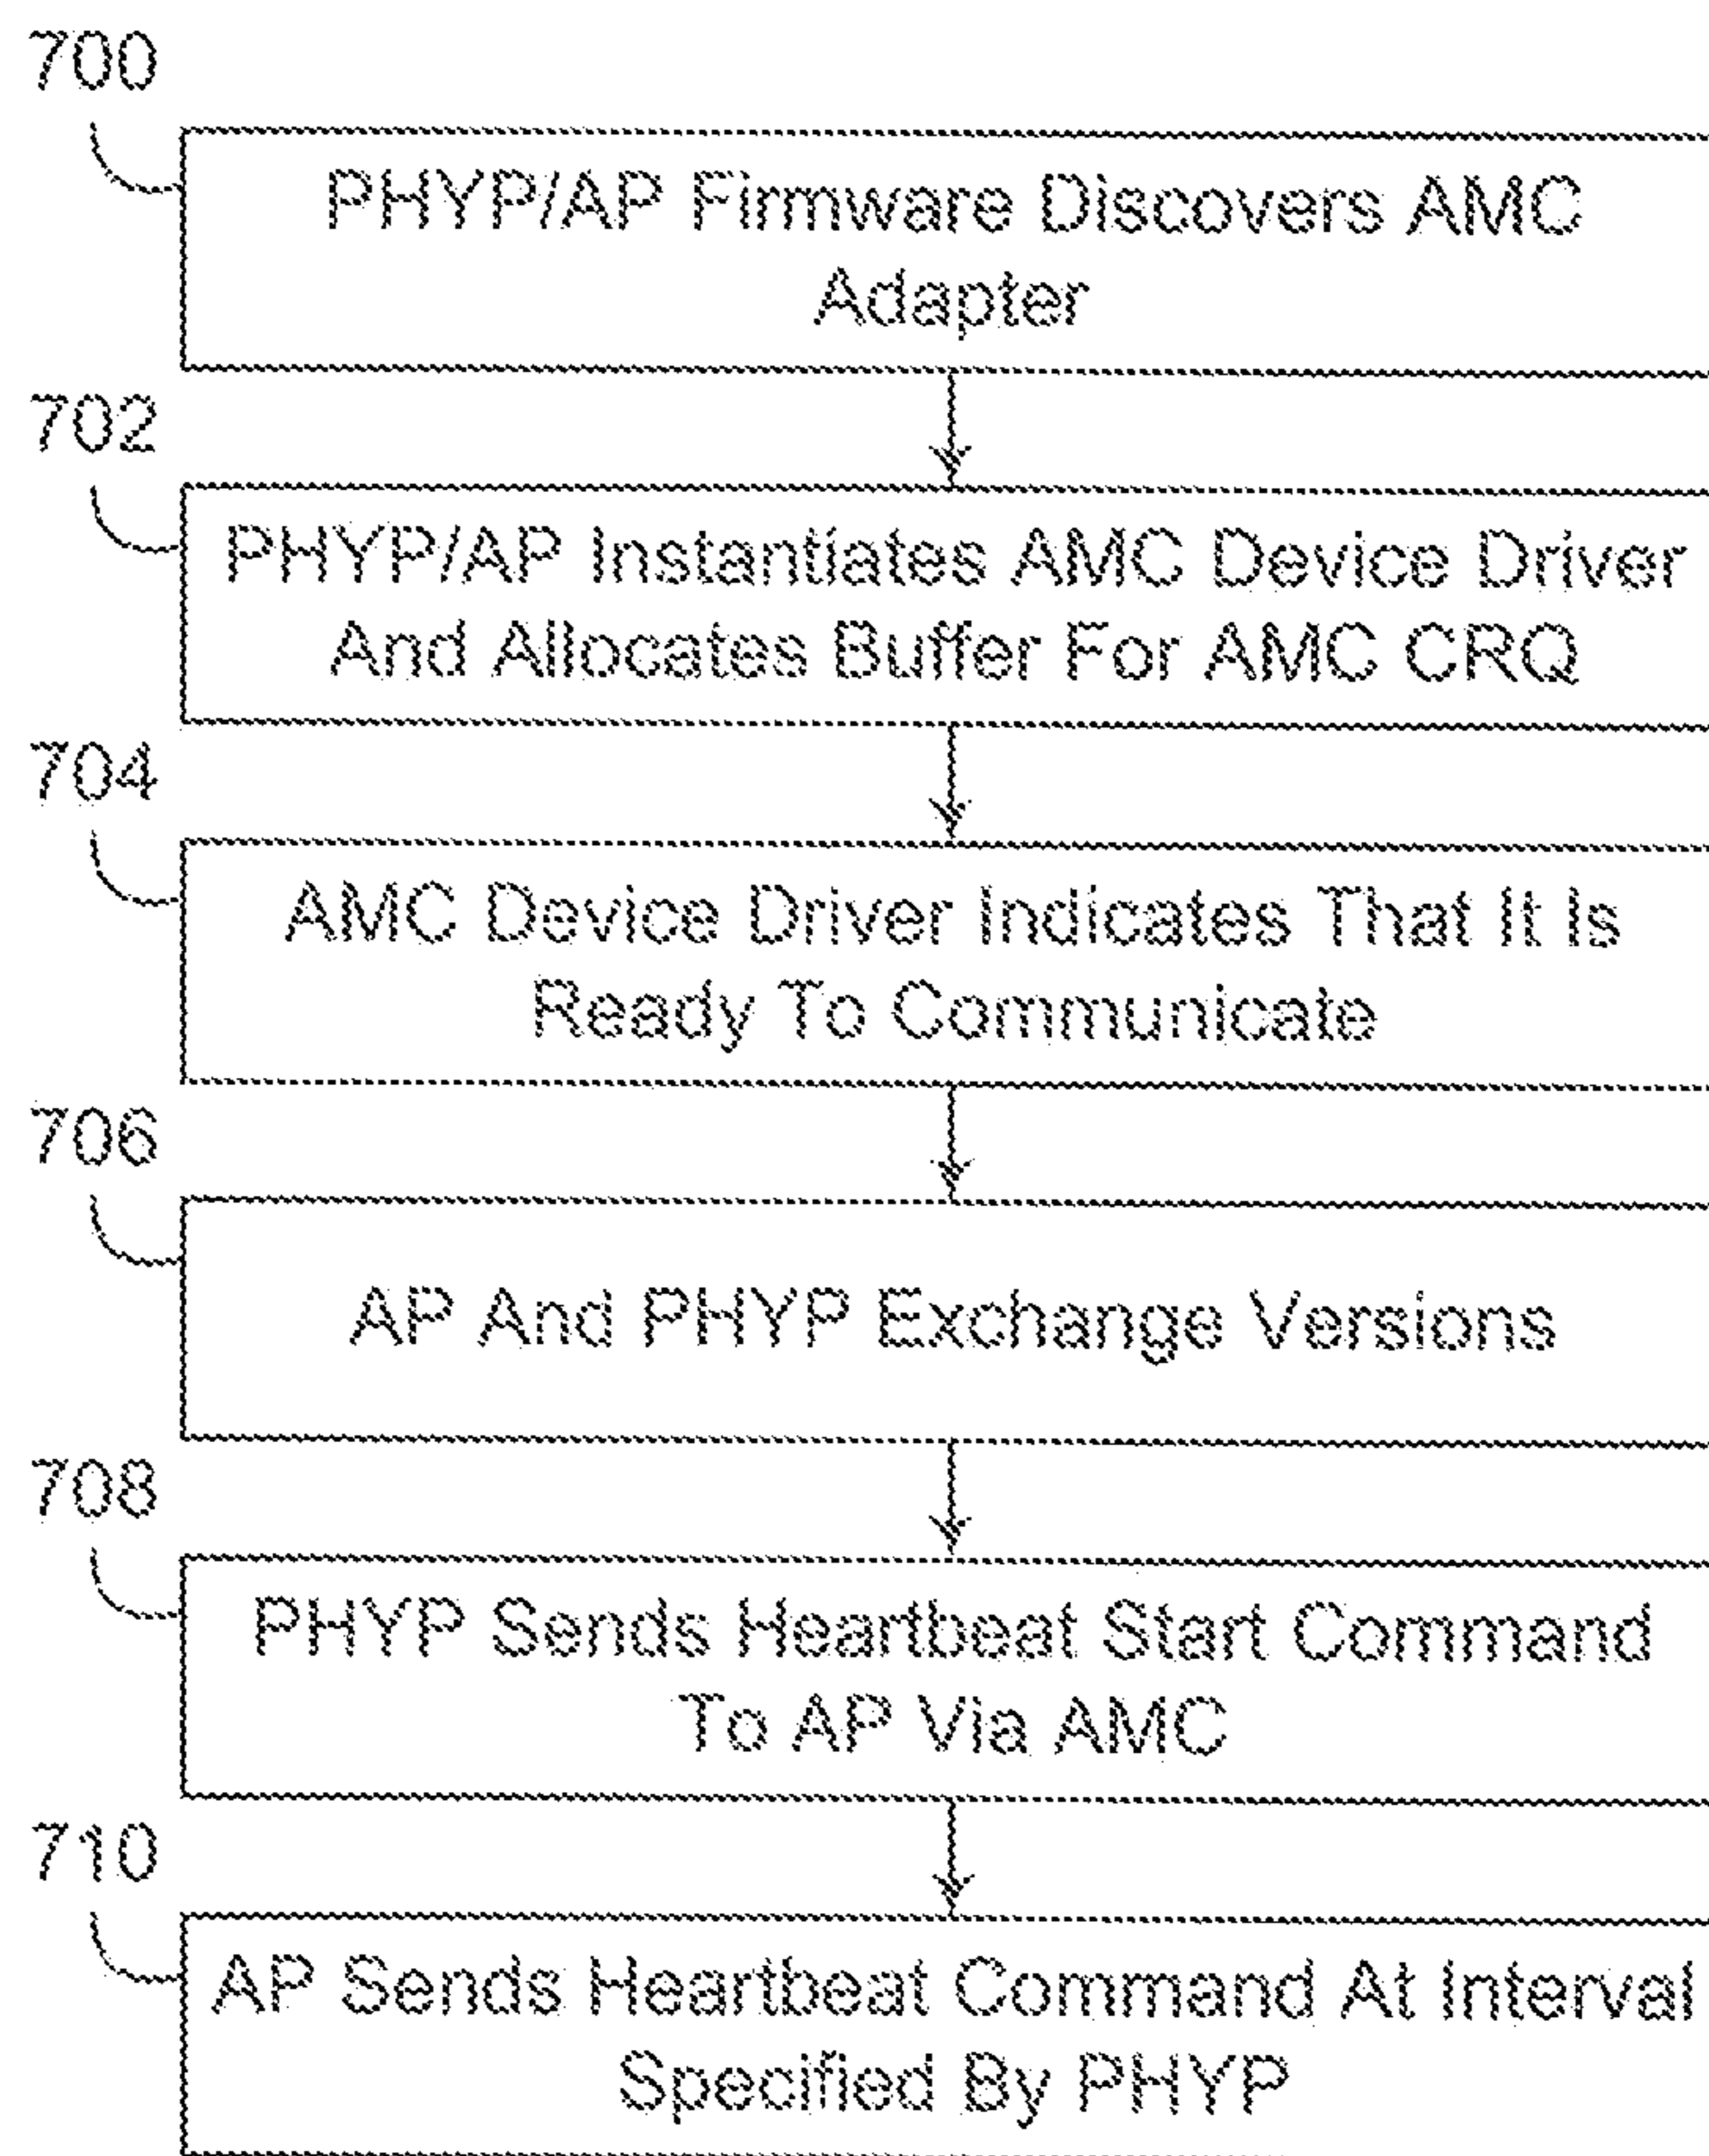 700
PHYP/AP Firmware Discovers AMC
Adapter
702
PHYP/AP Instantiates AMC Device Driver
And Allocates Buffer For AMC CRQ
704
AMC Device Driver Indicates That It Is
Ready To Communicate
706
AP And PHYP Exchange Versions
708
PHYP Sends Heartbeat Start Command
To AP Via AMC
710
AP Sends Heartbeat Command At Interval
Specified By PHYP